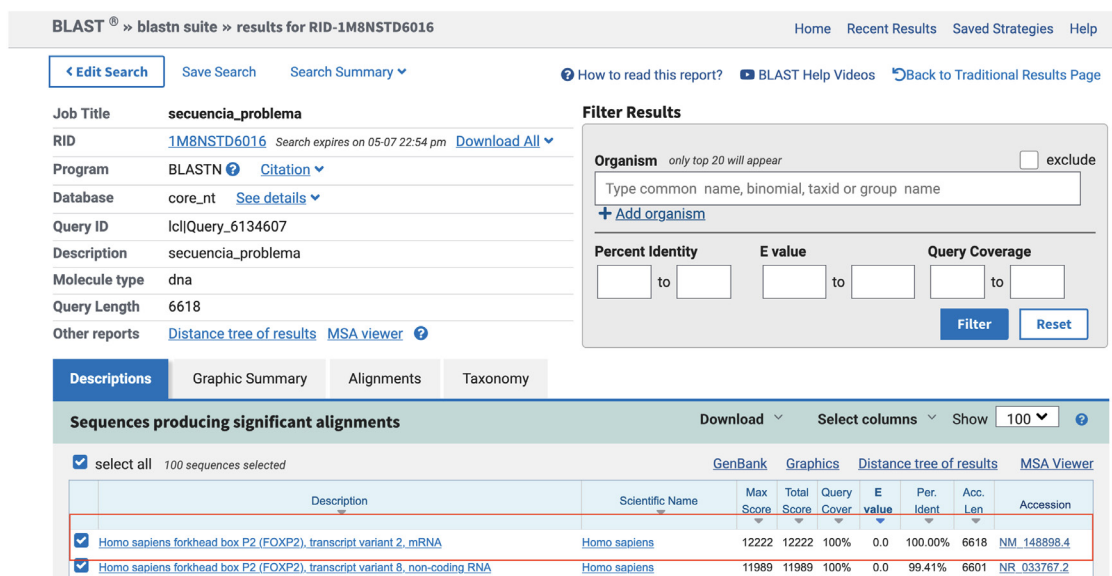 BLAST ® » blastn suite » results for RID-1M8NSTD6016
Home Recent Results Saved Strategies Help
Edit Search Save Search Search Summary
How to read this report? BLAST Help Videos Back to Traditional Results Page
Job Title secuencia_problema
RID 1M8NSTD6016 Search expires on 05-07 22:54 pm Download All
Program BLASTN Citation
Database core_nt See details
Query ID lcl|Query_6134607
Description secuencia_problema
Molecule type dna
Query Length 6618
Other reports Distance tree of results MSA viewer
Filter Results
Organism only top 20 will appear exclude
Type common name, binomial, taxid or group name
Add organism
Percent Identity E value Query Coverage
to to to
Filter Reset
Descriptions Graphic Summary Alignments Taxonomy
Sequences producing significant alignments Download Select columns Show 100
select all 100 sequences selected GenBank Graphics Distance tree of results MSA Viewer
Description Scientific Name Max Score Total Score Query Cover E value Per. Ident Acc. Len Accession
Homo sapiens forkhead box P2 (FOXP2), transcript variant 2, mRNA Homo sapiens 12222 12222 100% 0.0 100.00% 6618 NM_148898.4
Homo sapiens forkhead box P2 (FOXP2), transcript variant 8, non-coding RNA Homo sapiens 11989 11989 100% 0.0 99.41% 6601 NR_033767.2